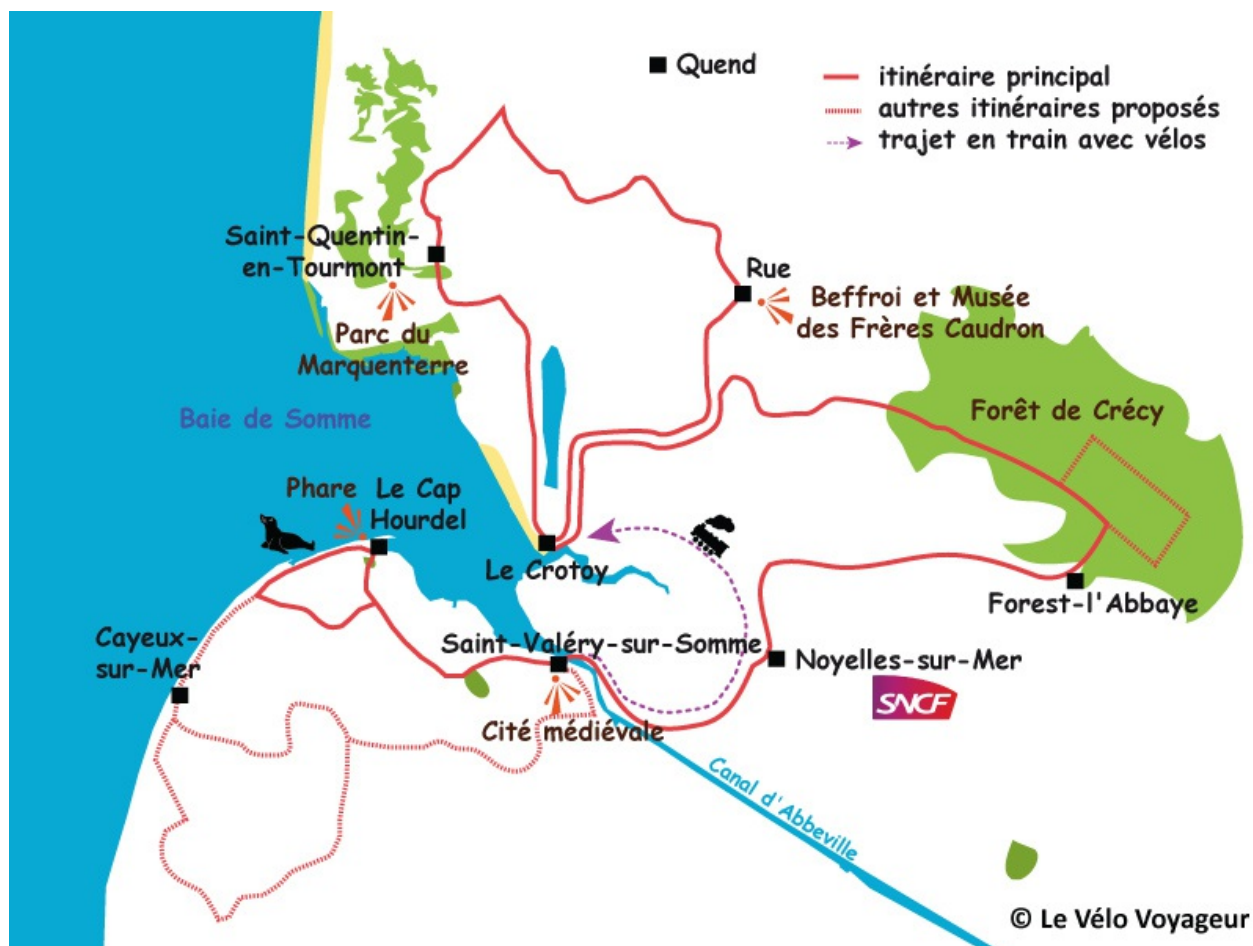 Quend
itinéraire principal
autres itinéraires proposés
trajet en train avec vélos
Saint-Quentin-
en-Tourmont
Rue
Beffroi et Musée
des Frères Caudron
Parc du
Marquenterre
Forêt de Crécy
Baie de Somme
Phare
Le Cap
Hourdel
Le Crotoy
Forest-l'Abbaye
Cayeux-
sur-Mer
Saint-Valéry-sur-Somme
Noyelles-sur-Mer
SNCF
Cité médiévale
Canal d'Abbeville
© Le Vélo Voyageur